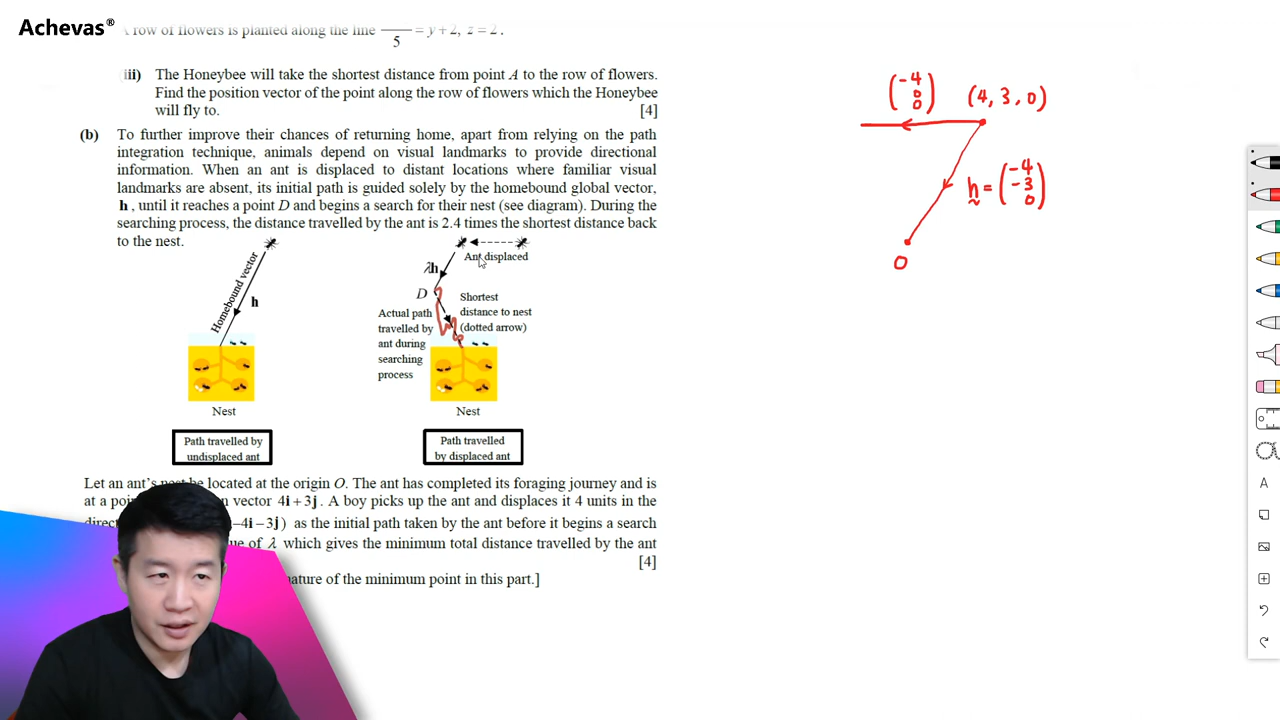 Achevas®
row of flowers is planted along the line —/5 = y + 2, z = 2.
iii) The Honeybee will take the shortest distance from point A to the row of flowers.
Find the position vector of the point along the row of flowers which the Honeybee
will fly to. [4]
(b) To further improve their chances of returning home, apart from relying on the path
integration technique, animals depend on visual landmarks to provide directional
information. When an ant is displaced to distant locations where familiar visual
landmarks are absent, its initial path is guided solely by the homebound global vector,
h, until it reaches a point D and begins a search for their nest (see diagram). During the
searching process, the distance travelled by the ant is 2.4 times the shortest distance back
to the nest.
Homebound vector
h
Nest
Path travelled by
undisplaced ant
Ant displaced
λh
D
Shortest
distance to nest
(dotted arrow)
Actual path
travelled by
ant during
searching
process
Nest
Path travelled
by displaced ant
Let an ant's be located at the origin O. The ant has completed its foraging journey and is
at a vector 4i + 3j. A boy picks up the ant and displaces it 4 units in the
(−4i − 3j) as the initial path taken by the ant before it begins a search
of λ which gives the minimum total distance travelled by the ant
[4]
nature of the minimum point in this part.]
(-4 0 0)
(4, 3, 0)
h = (-4 -3 0)
O
A